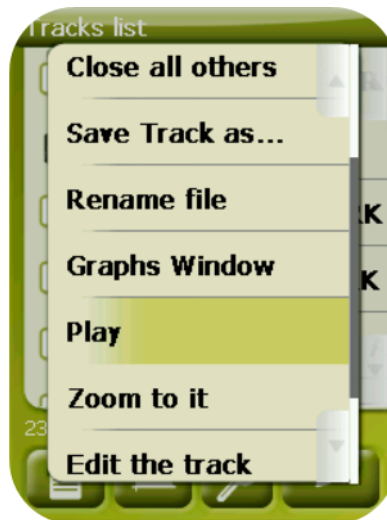 Tracks list
Close all others
Save Track as...
Rename file
Graphs Window
K
Play
K
Zoom to it
23
Edit the track